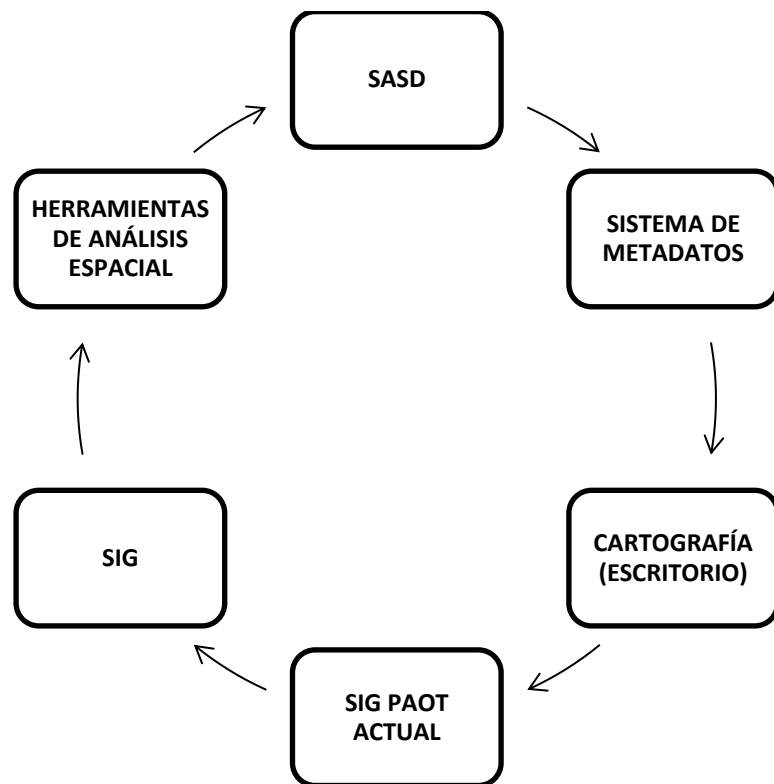 SASD
SISTEMA DE
METADATOS
CARTOGRAFÍA
(ESCRITORIO)
SIG PAOT
ACTUAL
SIG
HERRAMIENTAS
DE ANÁLISIS
ESPACIAL